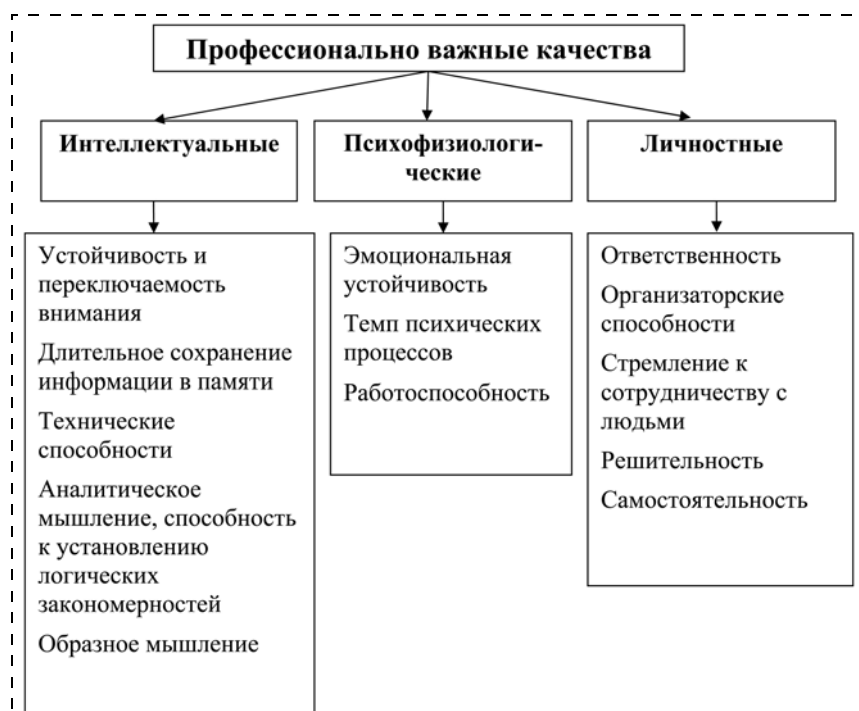 Профессионально важные качества
Интеллектуальные
Психофизиологи-
ческие
Личностные
Устойчивость и
переключаемость
внимания
Длительное сохранение
информации в памяти
Технические
способности
Аналитическое
мышление, способность
к установлению
логических
закономерностей
Образное мышление
Эмоциональная
устойчивость
Темп психических
процессов
Работоспособность
Ответственность
Организаторские
способности
Стремление к
сотрудничеству с
людьми
Решительность
Самостоятельность